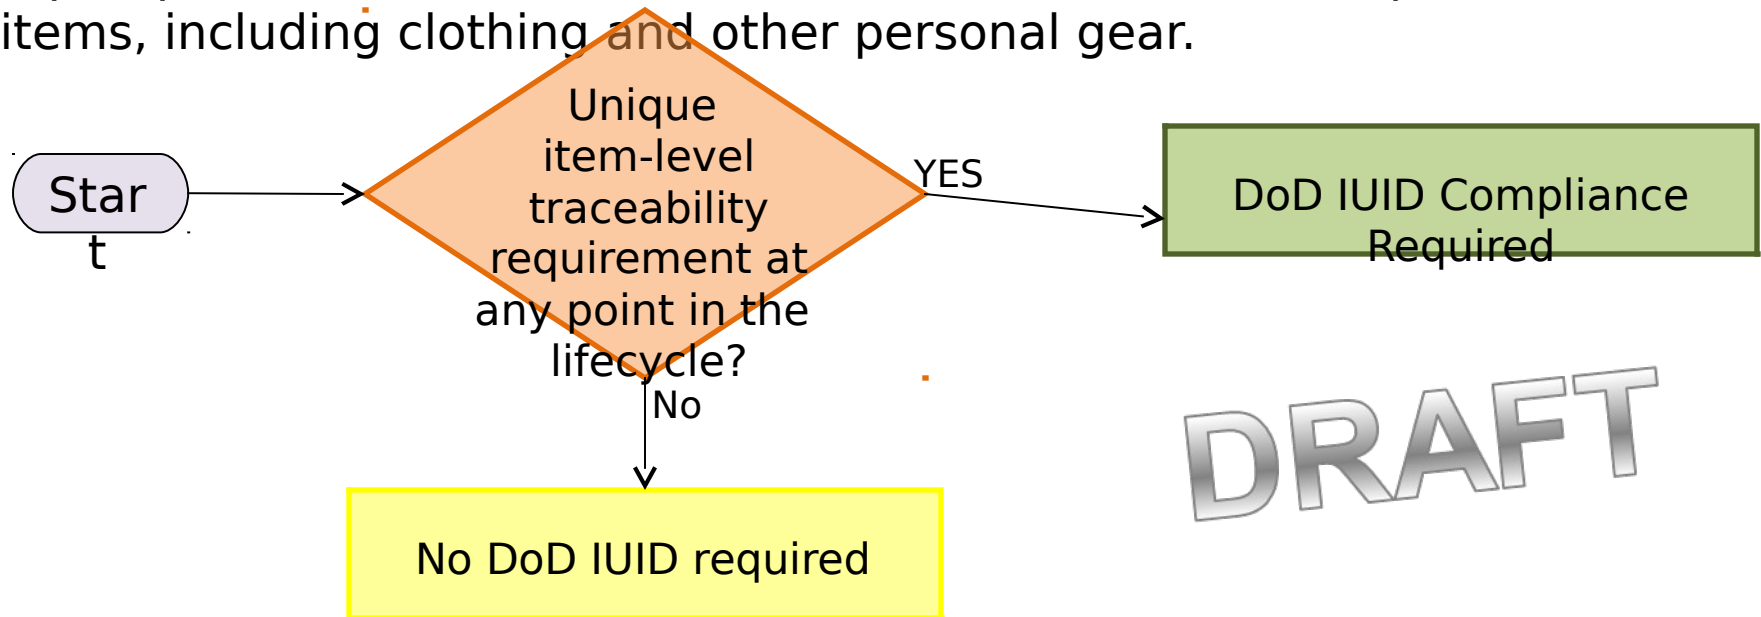 items, including clothing and other personal gear.
Unique
item-level
traceability
requirement at
any point in the
lifecycle?
Star
t
YES
DoD IUID Compliance
Required
No
DRAFT
No DoD IUID required